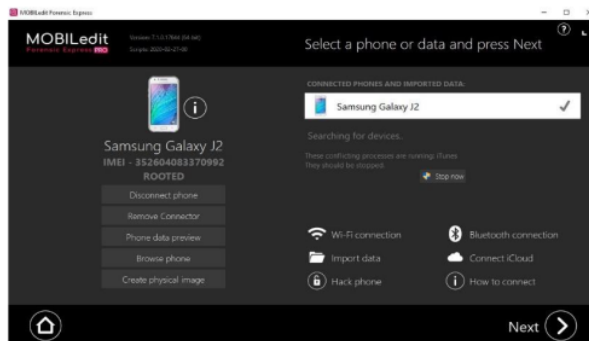 MOBILedit Forensic Express
MOBILedit
Forensic Express PRO
Select a phone or data and press Next
Samsung Galaxy J2
IMEI - 352604083370992
ROOTED
Disconnect phone
Remove Connector
Phone data preview
Browse phone
Create physical image
CONNECTED PHONES AND IMPORTED DATA:
Samsung Galaxy J2
Searching for devices..
These conflicting processes are running: iTunes
They should be stopped.
Stop now
Wi-Fi connection
Bluetooth connection
Import data
Connect iCloud
Hack phone
How to connect
Next